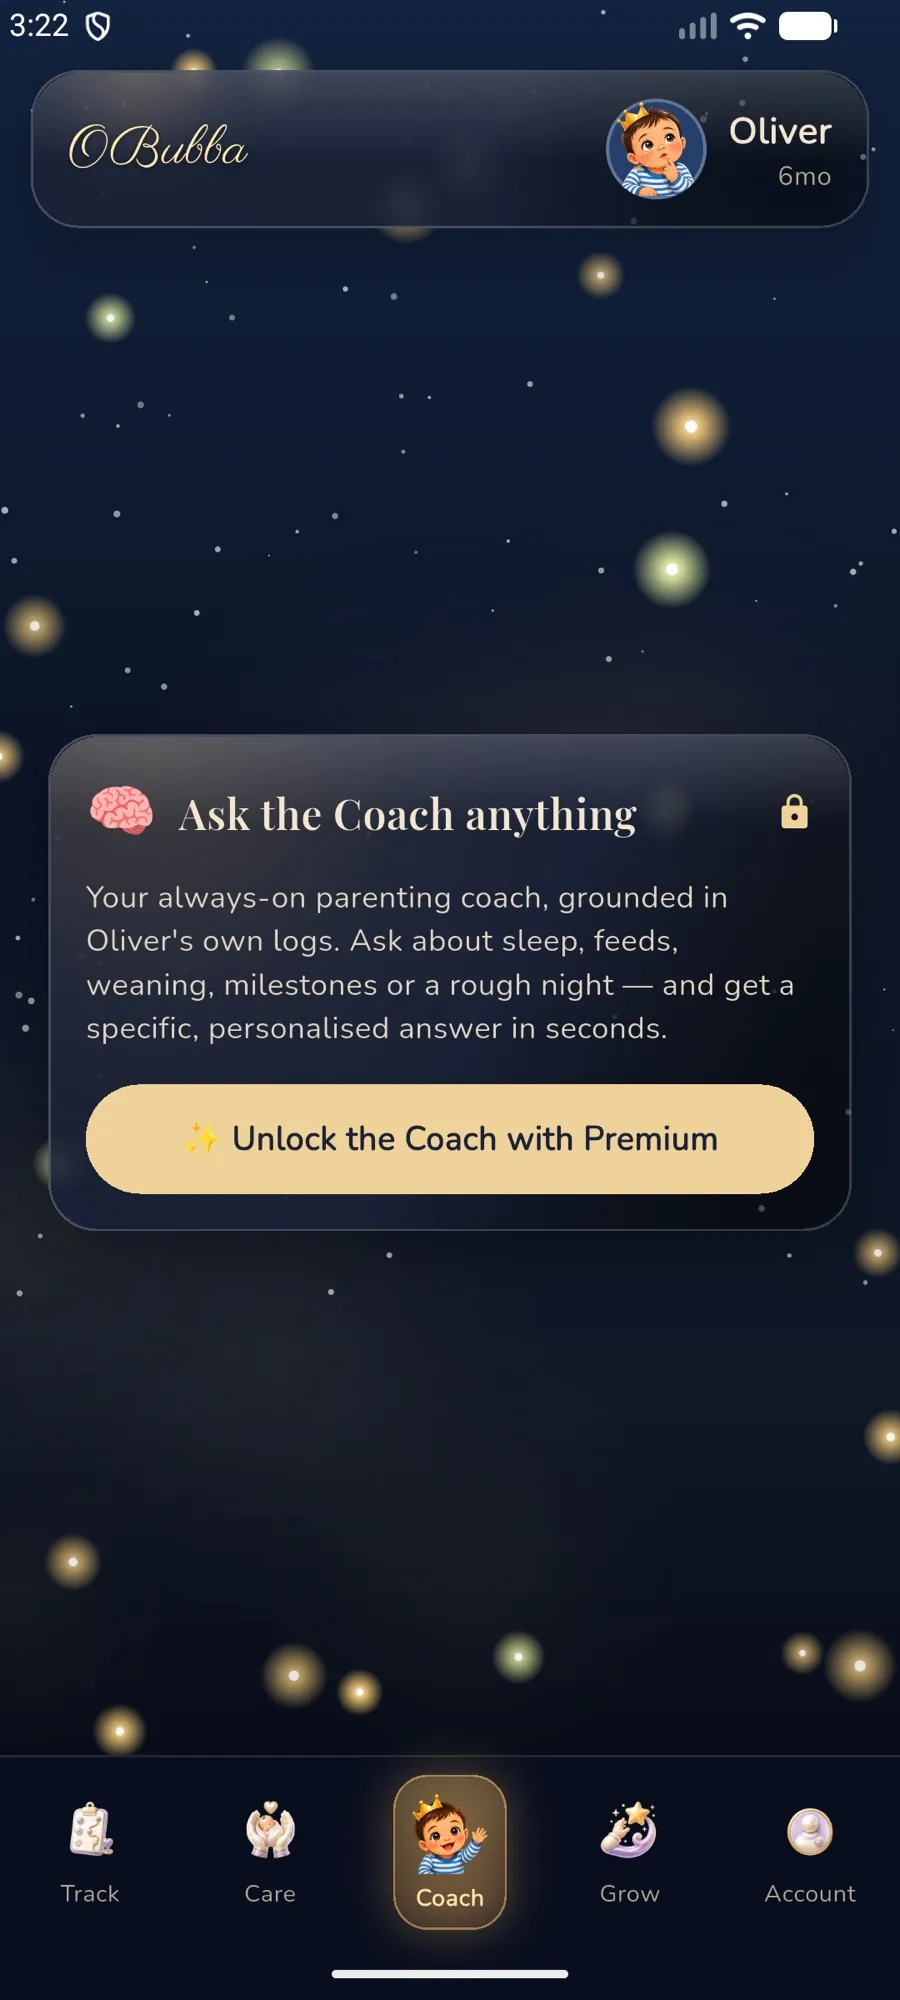 3:22
OBubba
Oliver
6mo
Ask the Coach anything
Your always-on parenting coach, grounded in
Oliver's own logs. Ask about sleep, feeds,
weaning, milestones or a rough night — and get a
specific, personalised answer in seconds.
✨ Unlock the Coach with Premium
Track
Care
Coach
Grow
Account